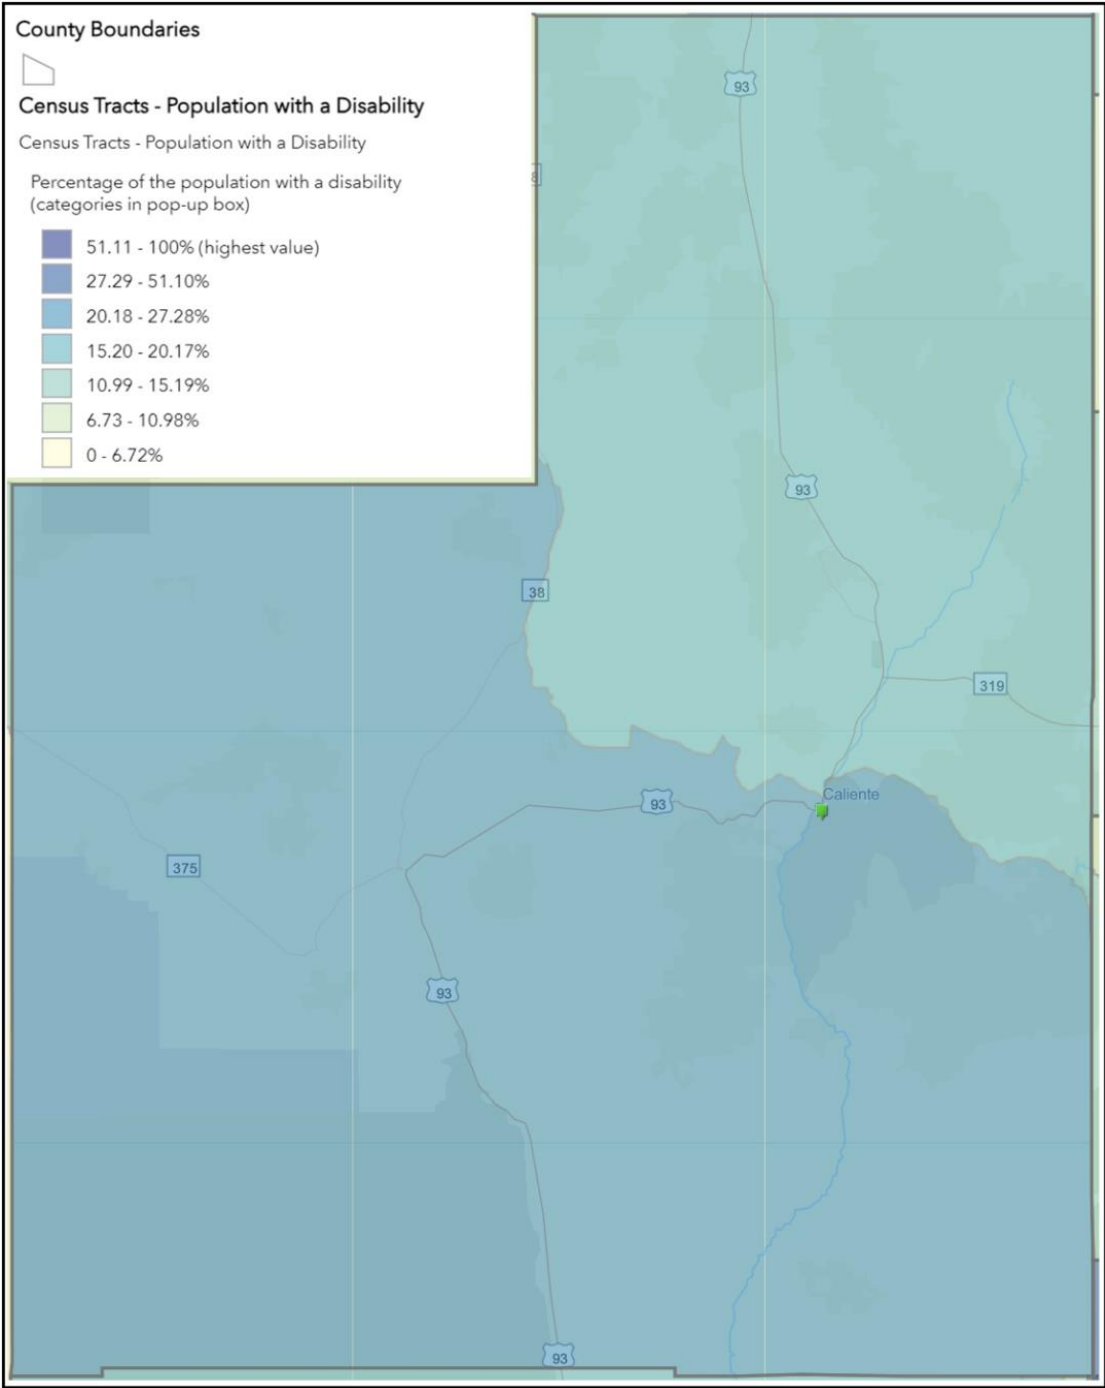 County Boundaries
Census Tracts - Population with a Disability
Census Tracts - Population with a Disability
Percentage of the population with a disability
(categories in pop-up box)
51.11 - 100% (highest value)
27.29 - 51.10%
20.18 - 27.28%
15.20 - 20.17%
10.99 - 15.19%
6.73 - 10.98%
0 - 6.72%
93
8
93
38
319
Caliente
93
375
93
93